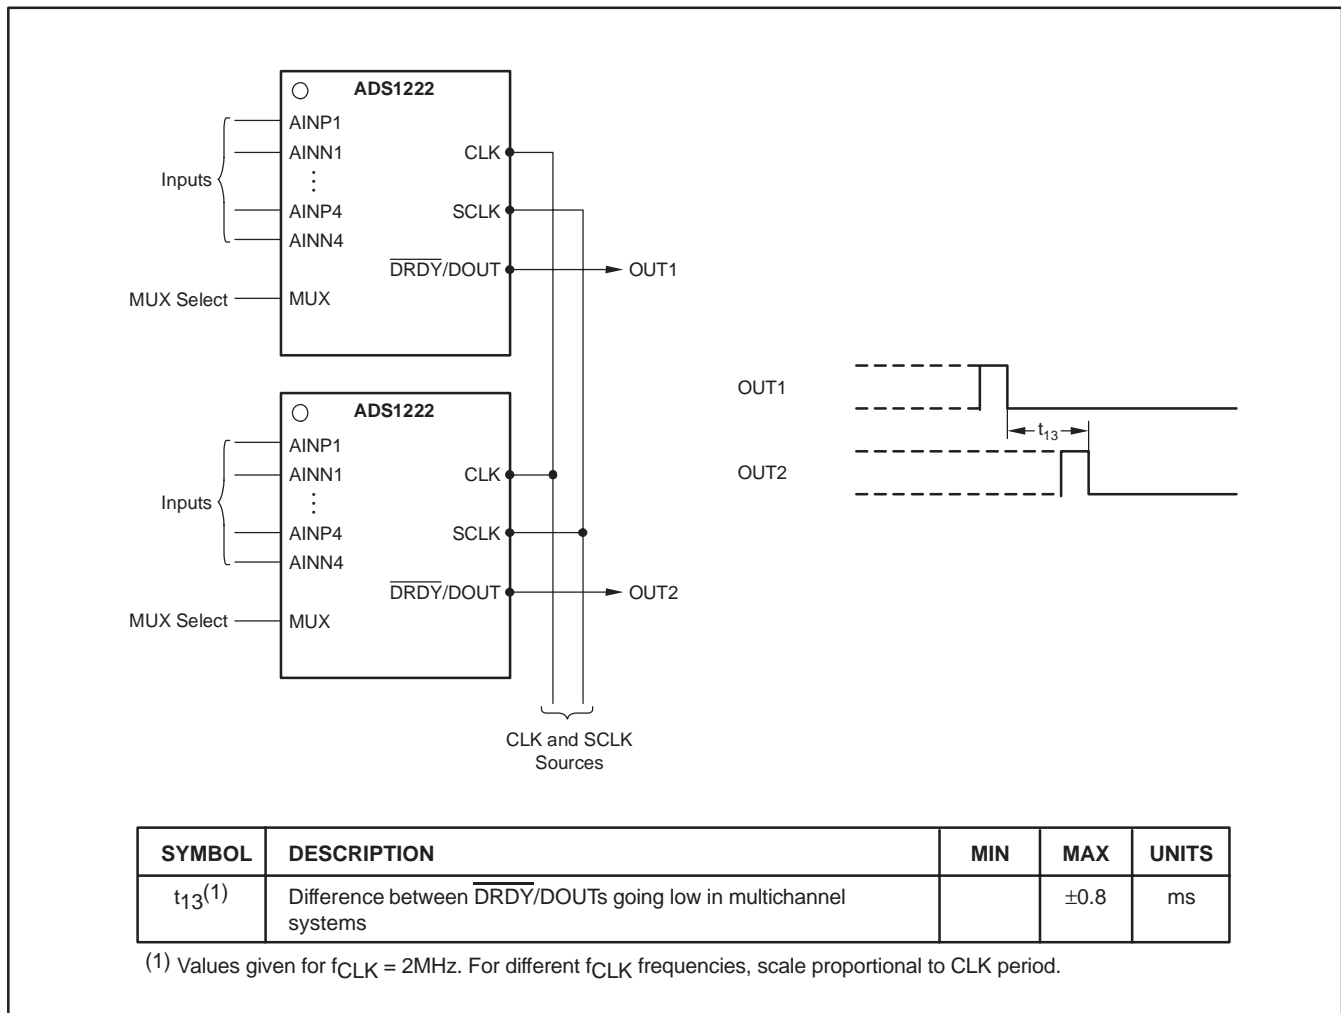 ADS1222
AINP1
AINN1
CLK
Inputs
AINP4
SCLK
AINN4
DRDY/DOUT
OUT1
MUX Select
MUX
ADS1222
AINP1
AINN1
CLK
Inputs
AINP4
SCLK
AINN4
DRDY/DOUT
OUT2
MUX Select
MUX
CLK and SCLK
Sources
OUT1
t13
OUT2
SYMBOL DESCRIPTION MIN MAX UNITS
t13(1) Difference between DRDY/DOUTs going low in multichannel ±0.8 ms
systems
(1) Values given for fCLK = 2MHz. For different fCLK frequencies, scale proportional to CLK period.